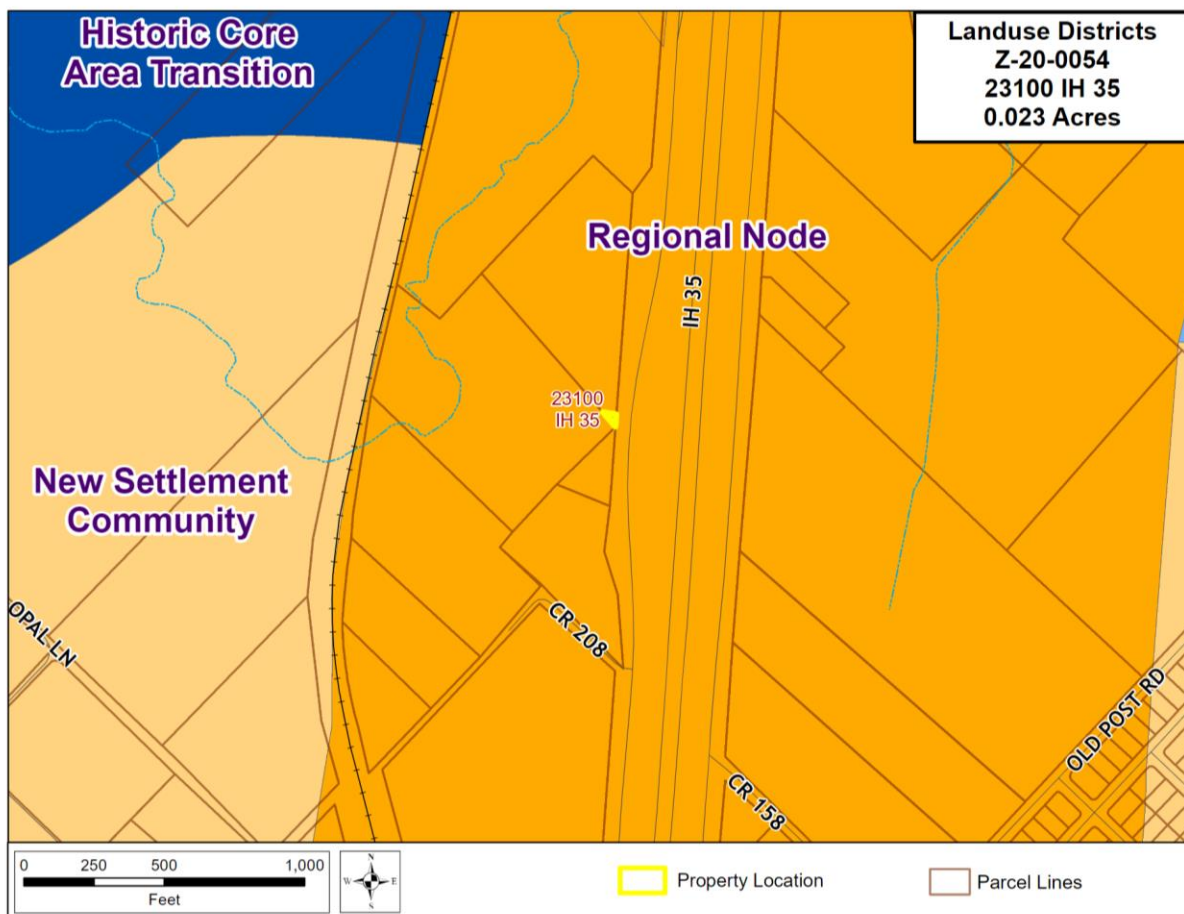 Historic Core
Area Transition
Landuse Districts
Z-20-0054
23100 IH 35
0.023 Acres
Regional Node
IH 35
23100
IH 35
New Settlement
Community
OPAL LN
CR 208
OLD POST RD
CR 158
0 250 500 1,000
Feet
N
W E
S
Property Location
Parcel Lines